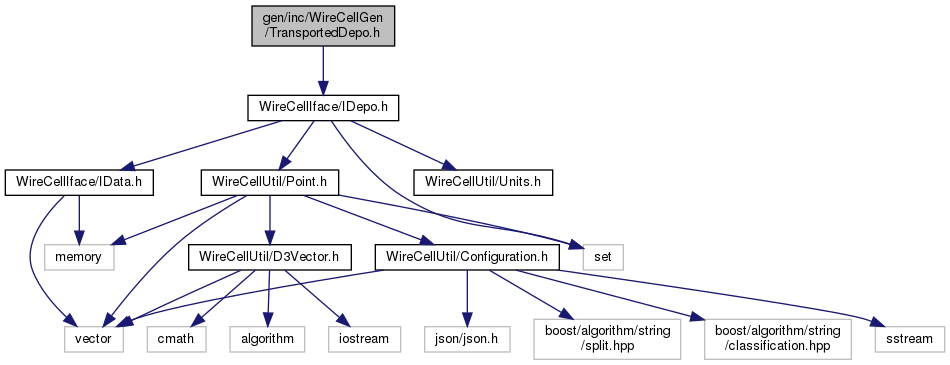 gen/inc/WireCellGen
/TransportedDepo.h
WireCellIface/IDepo.h
WireCellIface/IData.h
WireCellUtil/Point.h
WireCellUtil/Units.h
memory
WireCellUtil/D3Vector.h
WireCellUtil/Configuration.h
set
vector
cmath
algorithm
iostream
json/json.h
boost/algorithm/string
/split.hpp
boost/algorithm/string
/classification.hpp
sstream